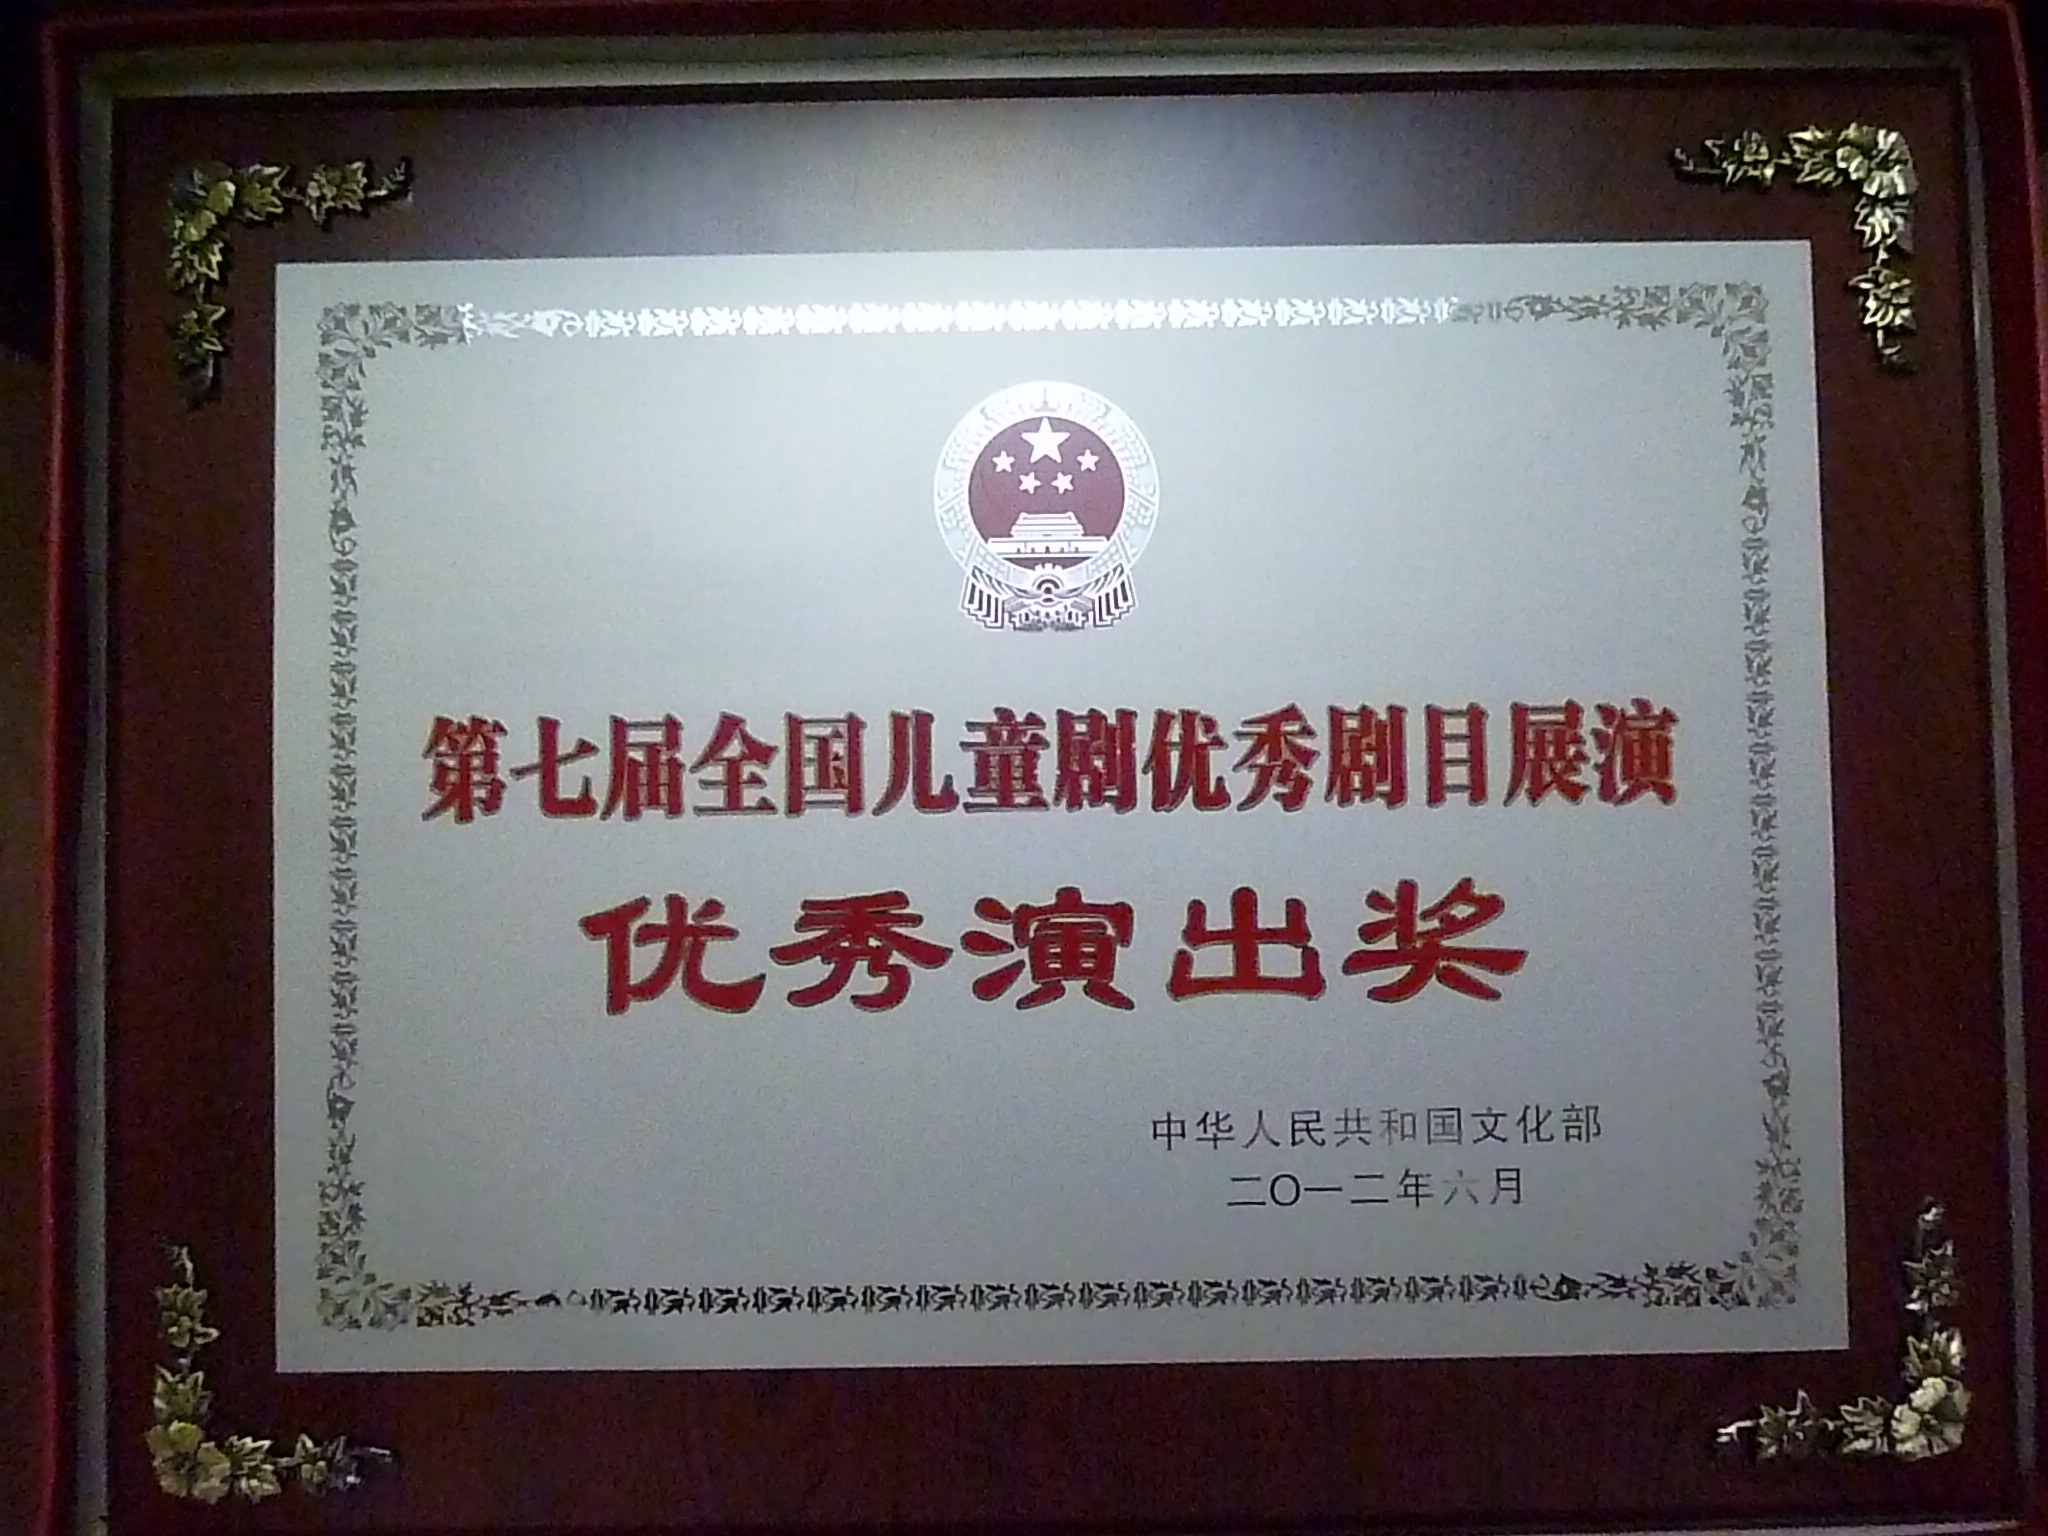 第七届全国儿童剧优秀剧目展演
优秀演出奖
中华人民共和国文化部
二〇一二年六月